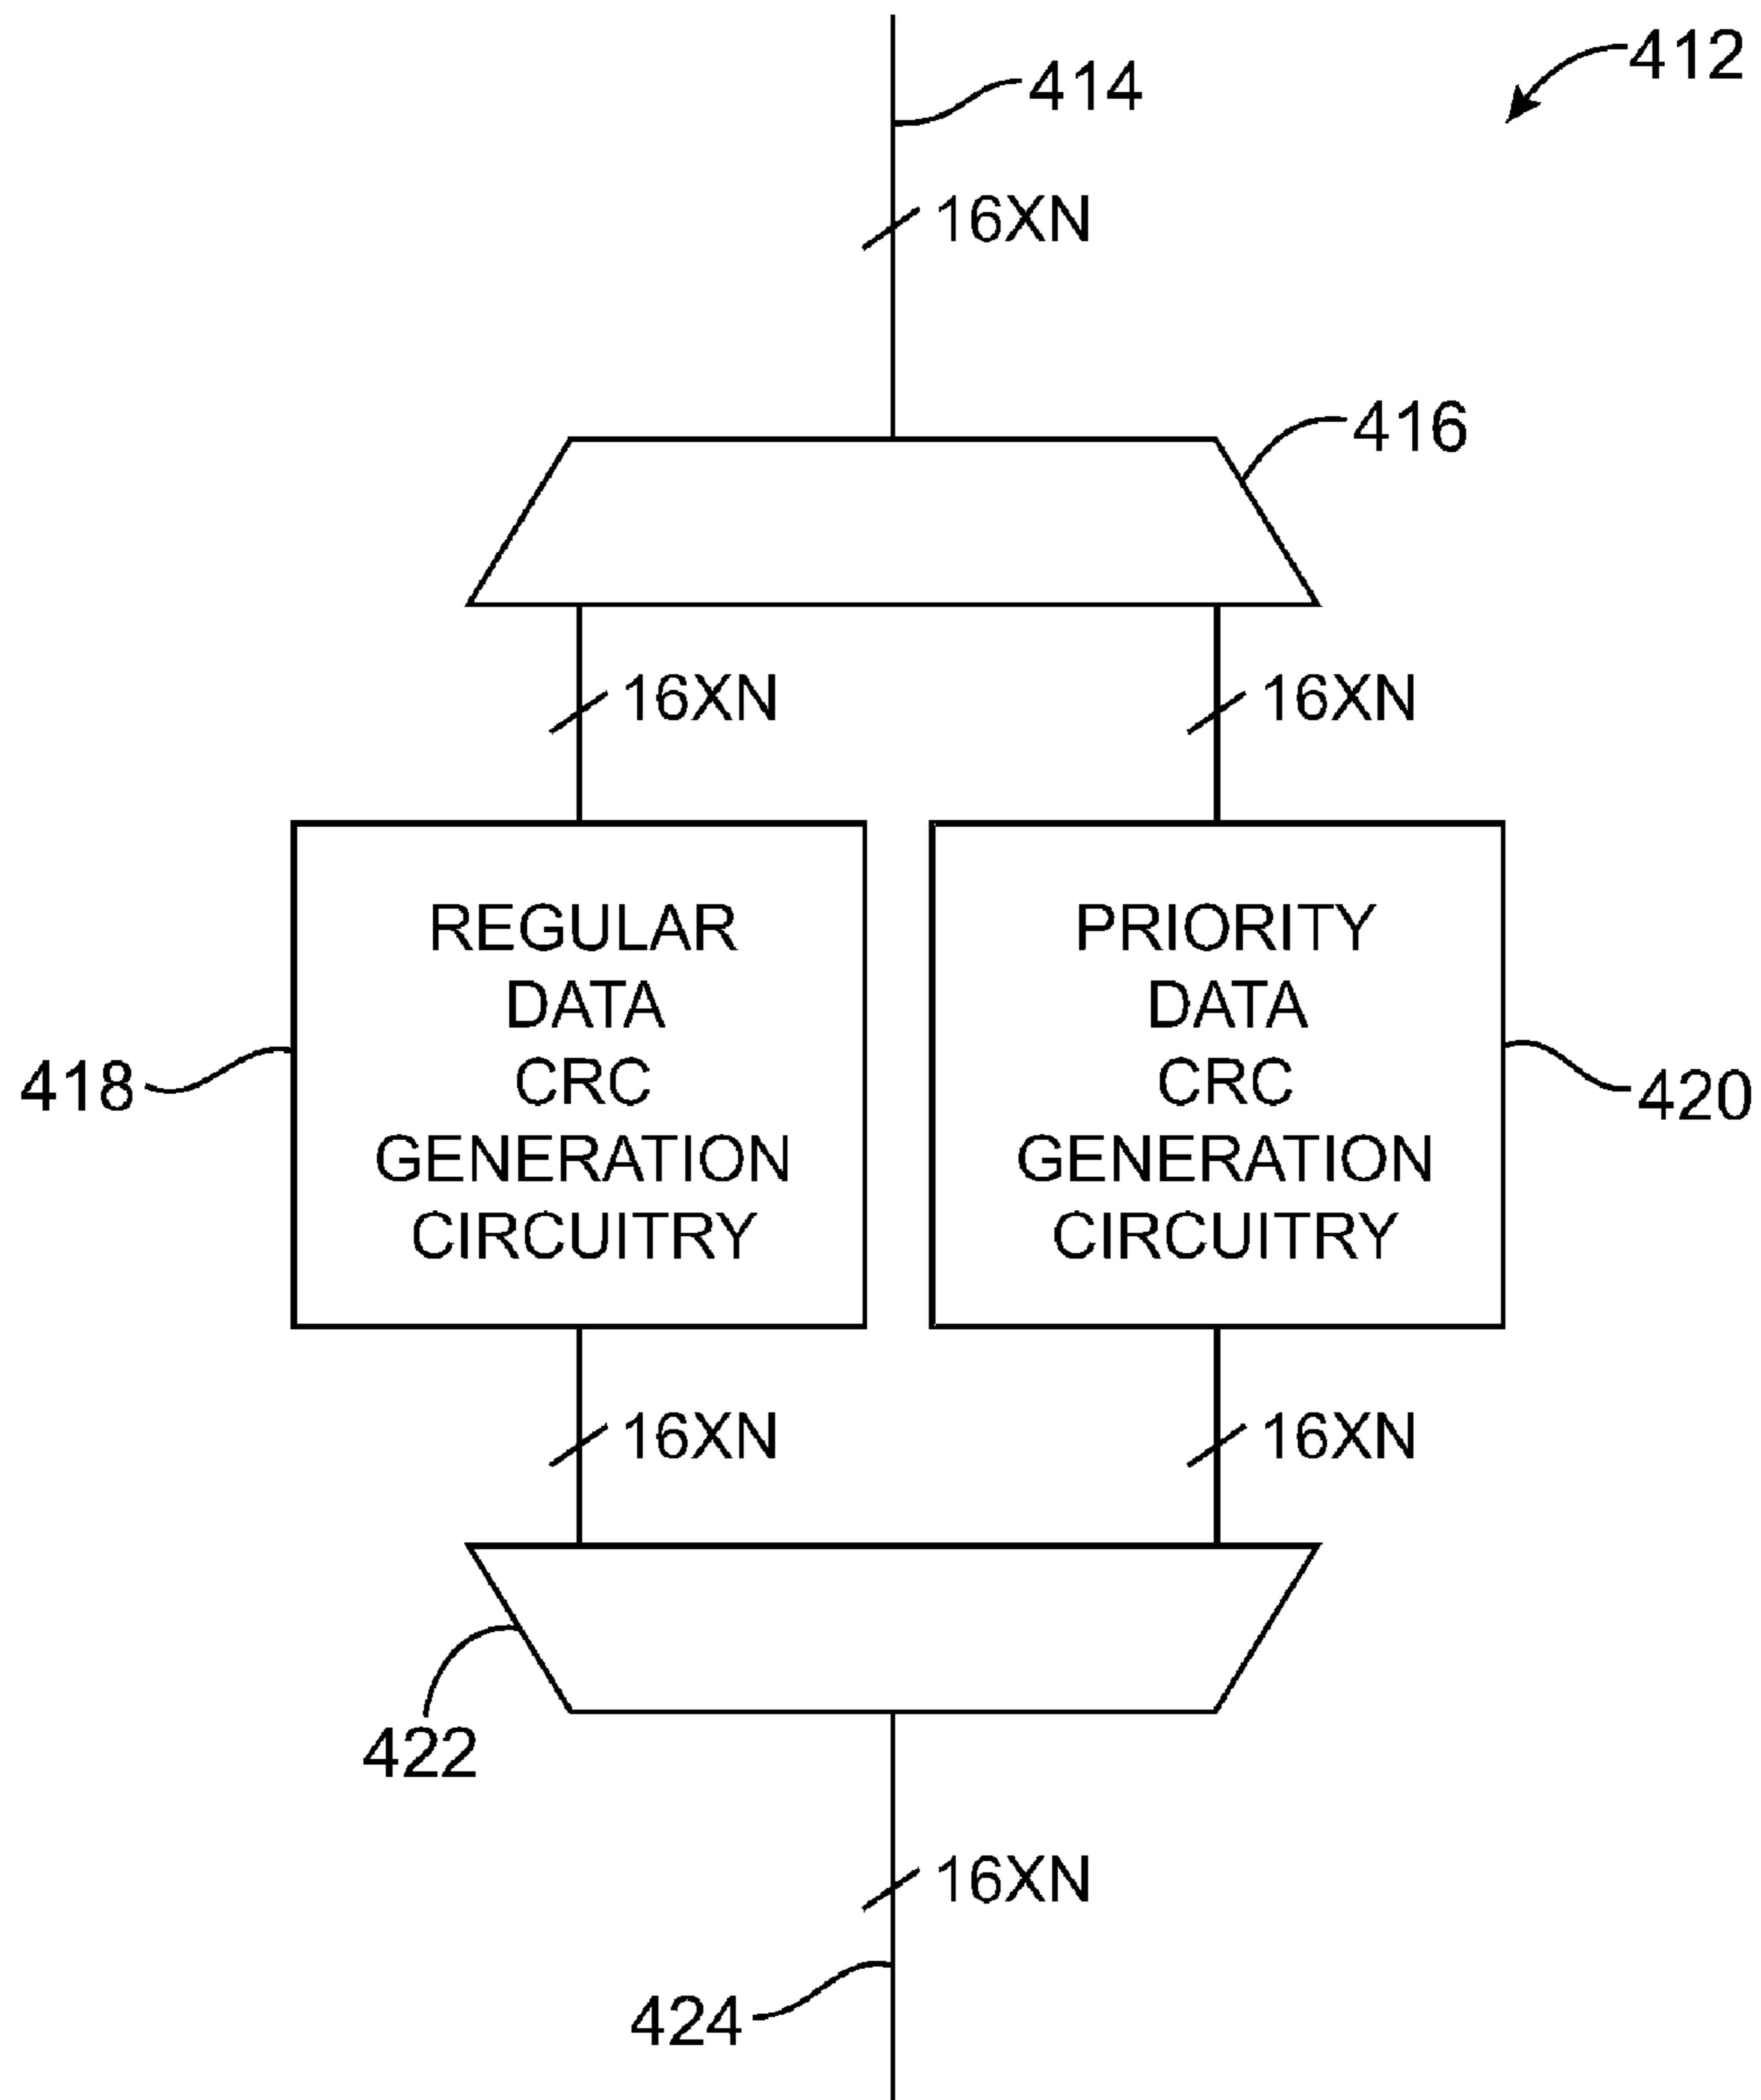 412
414
16XN
416
16XN
16XN
REGULAR
DATA
CRC
GENERATION
CIRCUITRY
PRIORITY
DATA
CRC
GENERATION
CIRCUITRY
418
420
16XN
16XN
422
16XN
424